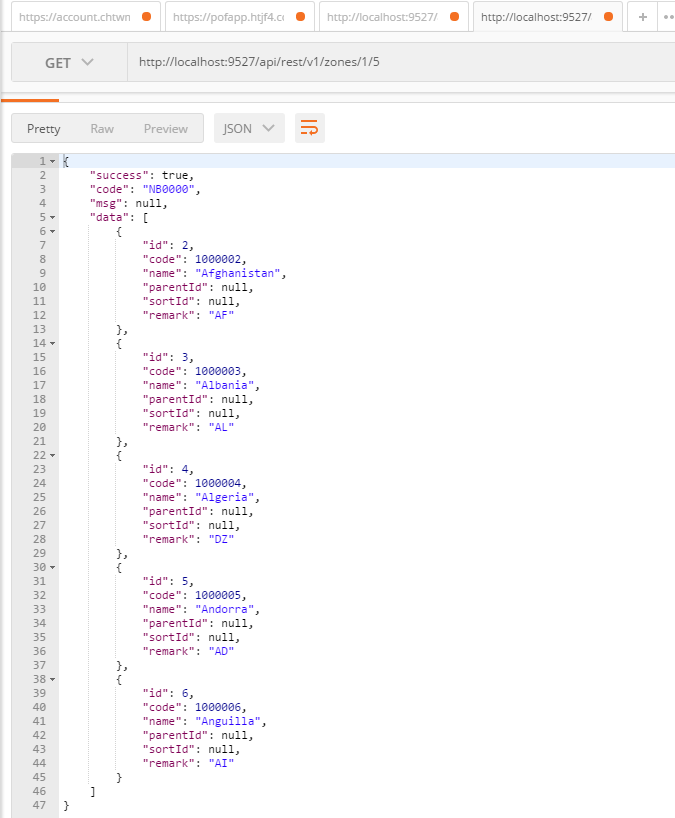 https://account.chtwn
https://pofapp.htjf4.c
http://localhost:9527/
http://localhost:9527/
+
GET
http://localhost:9527/api/rest/v1/zones/1/5
Pretty
Raw
Preview
JSON
1 {
2 "success": true,
3 "code": "NB0000",
4 "msg": null,
5 "data": [
6 {
7 "id": 2,
8 "code": 1000002,
9 "name": "Afghanistan",
10 "parentId": null,
11 "sortId": null,
12 "remark": "AF"
13 },
14 {
15 "id": 3,
16 "code": 1000003,
17 "name": "Albania",
18 "parentId": null,
19 "sortId": null,
20 "remark": "AL"
21 },
22 {
23 "id": 4,
24 "code": 1000004,
25 "name": "Algeria",
26 "parentId": null,
27 "sortId": null,
28 "remark": "DZ"
29 },
30 {
31 "id": 5,
32 "code": 1000005,
33 "name": "Andorra",
34 "parentId": null,
35 "sortId": null,
36 "remark": "AD"
37 },
38 {
39 "id": 6,
40 "code": 1000006,
41 "name": "Anguilla",
42 "parentId": null,
43 "sortId": null,
44 "remark": "AI"
45 }
46 ]
47 }